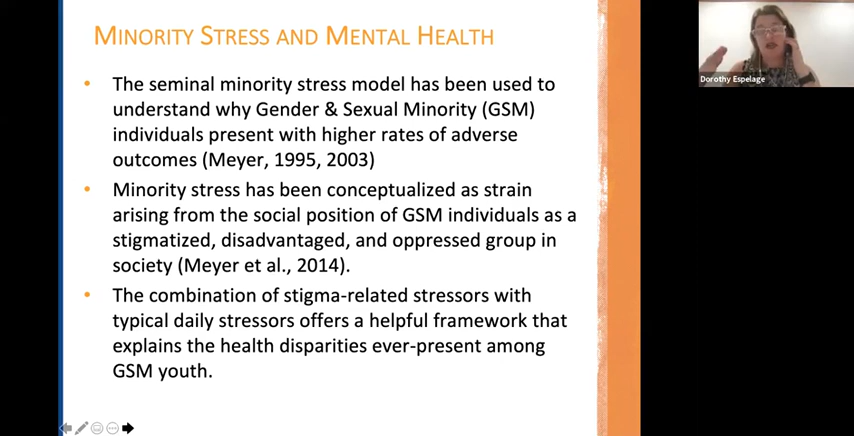 MINORITY STRESS AND MENTAL HEALTH
• The seminal minority stress model has been used to
understand why Gender & Sexual Minority (GSM)
individuals present with higher rates of adverse
outcomes (Meyer, 1995, 2003)
• Minority stress has been conceptualized as strain
arising from the social position of GSM individuals as a
stigmatized, disadvantaged, and oppressed group in
society (Meyer et al., 2014).
• The combination of stigma-related stressors with
typical daily stressors offers a helpful framework that
explains the health disparities ever-present among
GSM youth.
Dorothy Espelage